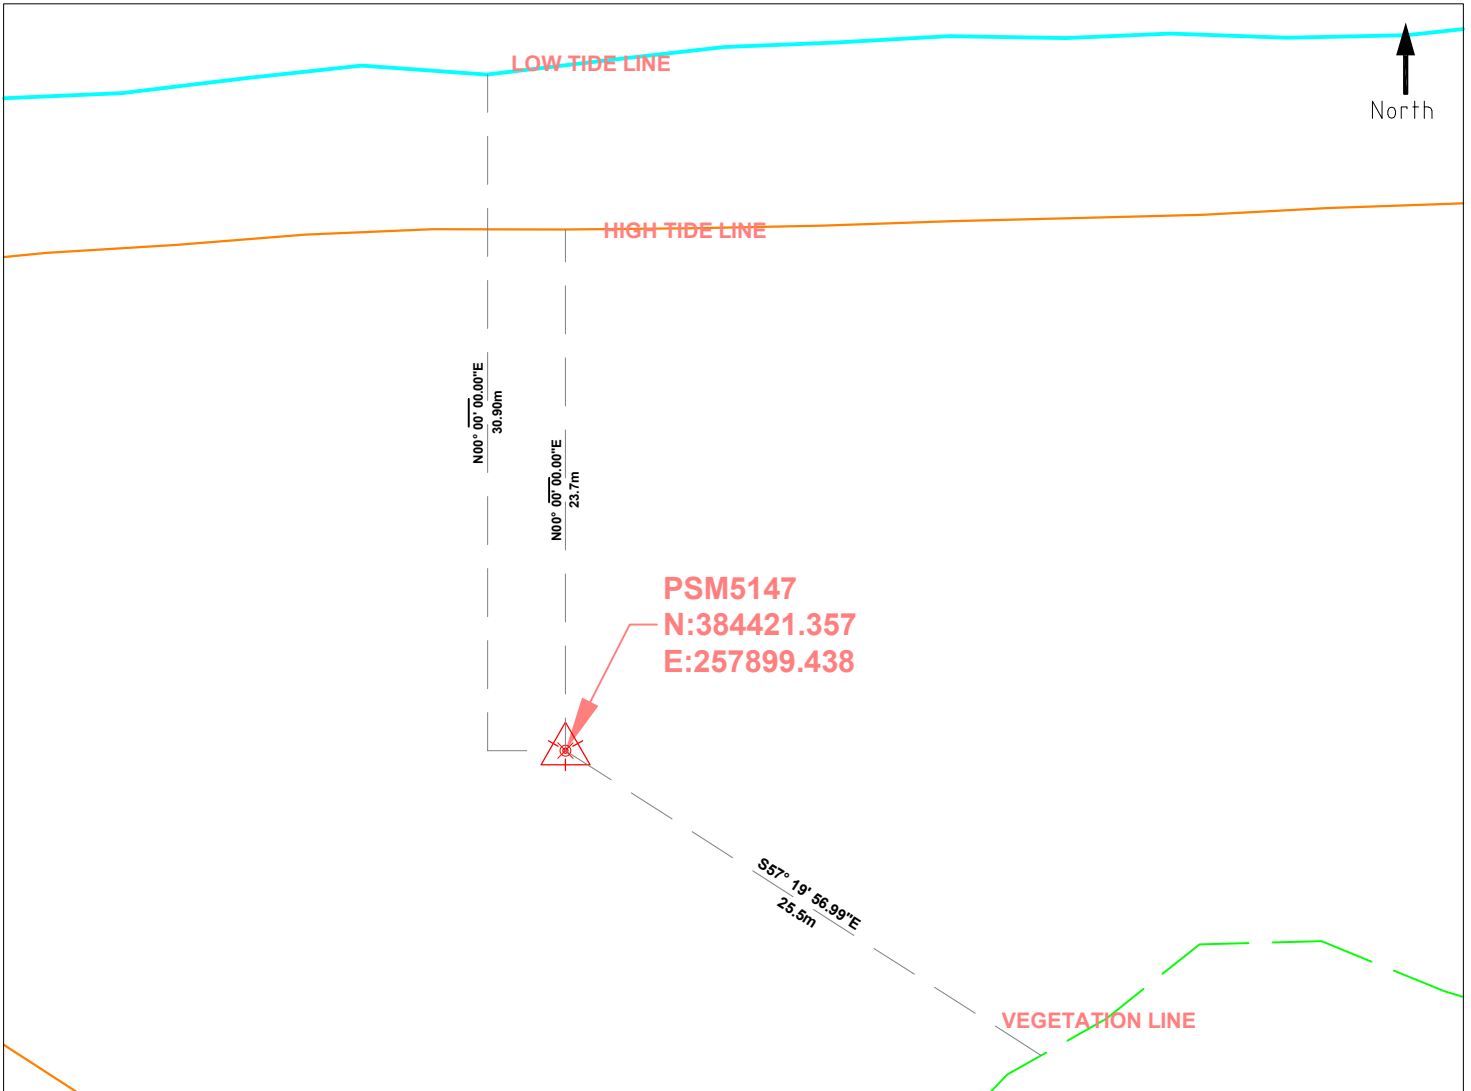 LOW TIDE LINE
North
HIGH TIDE LINE
N00° 00' 00.00"E
30.90m
N00° 00' 00.00"E
23.7m
PSM5147
N:384421.357
E:257899.438
S57° 19' 56.99"E
25.5m
VEGETATION LINE